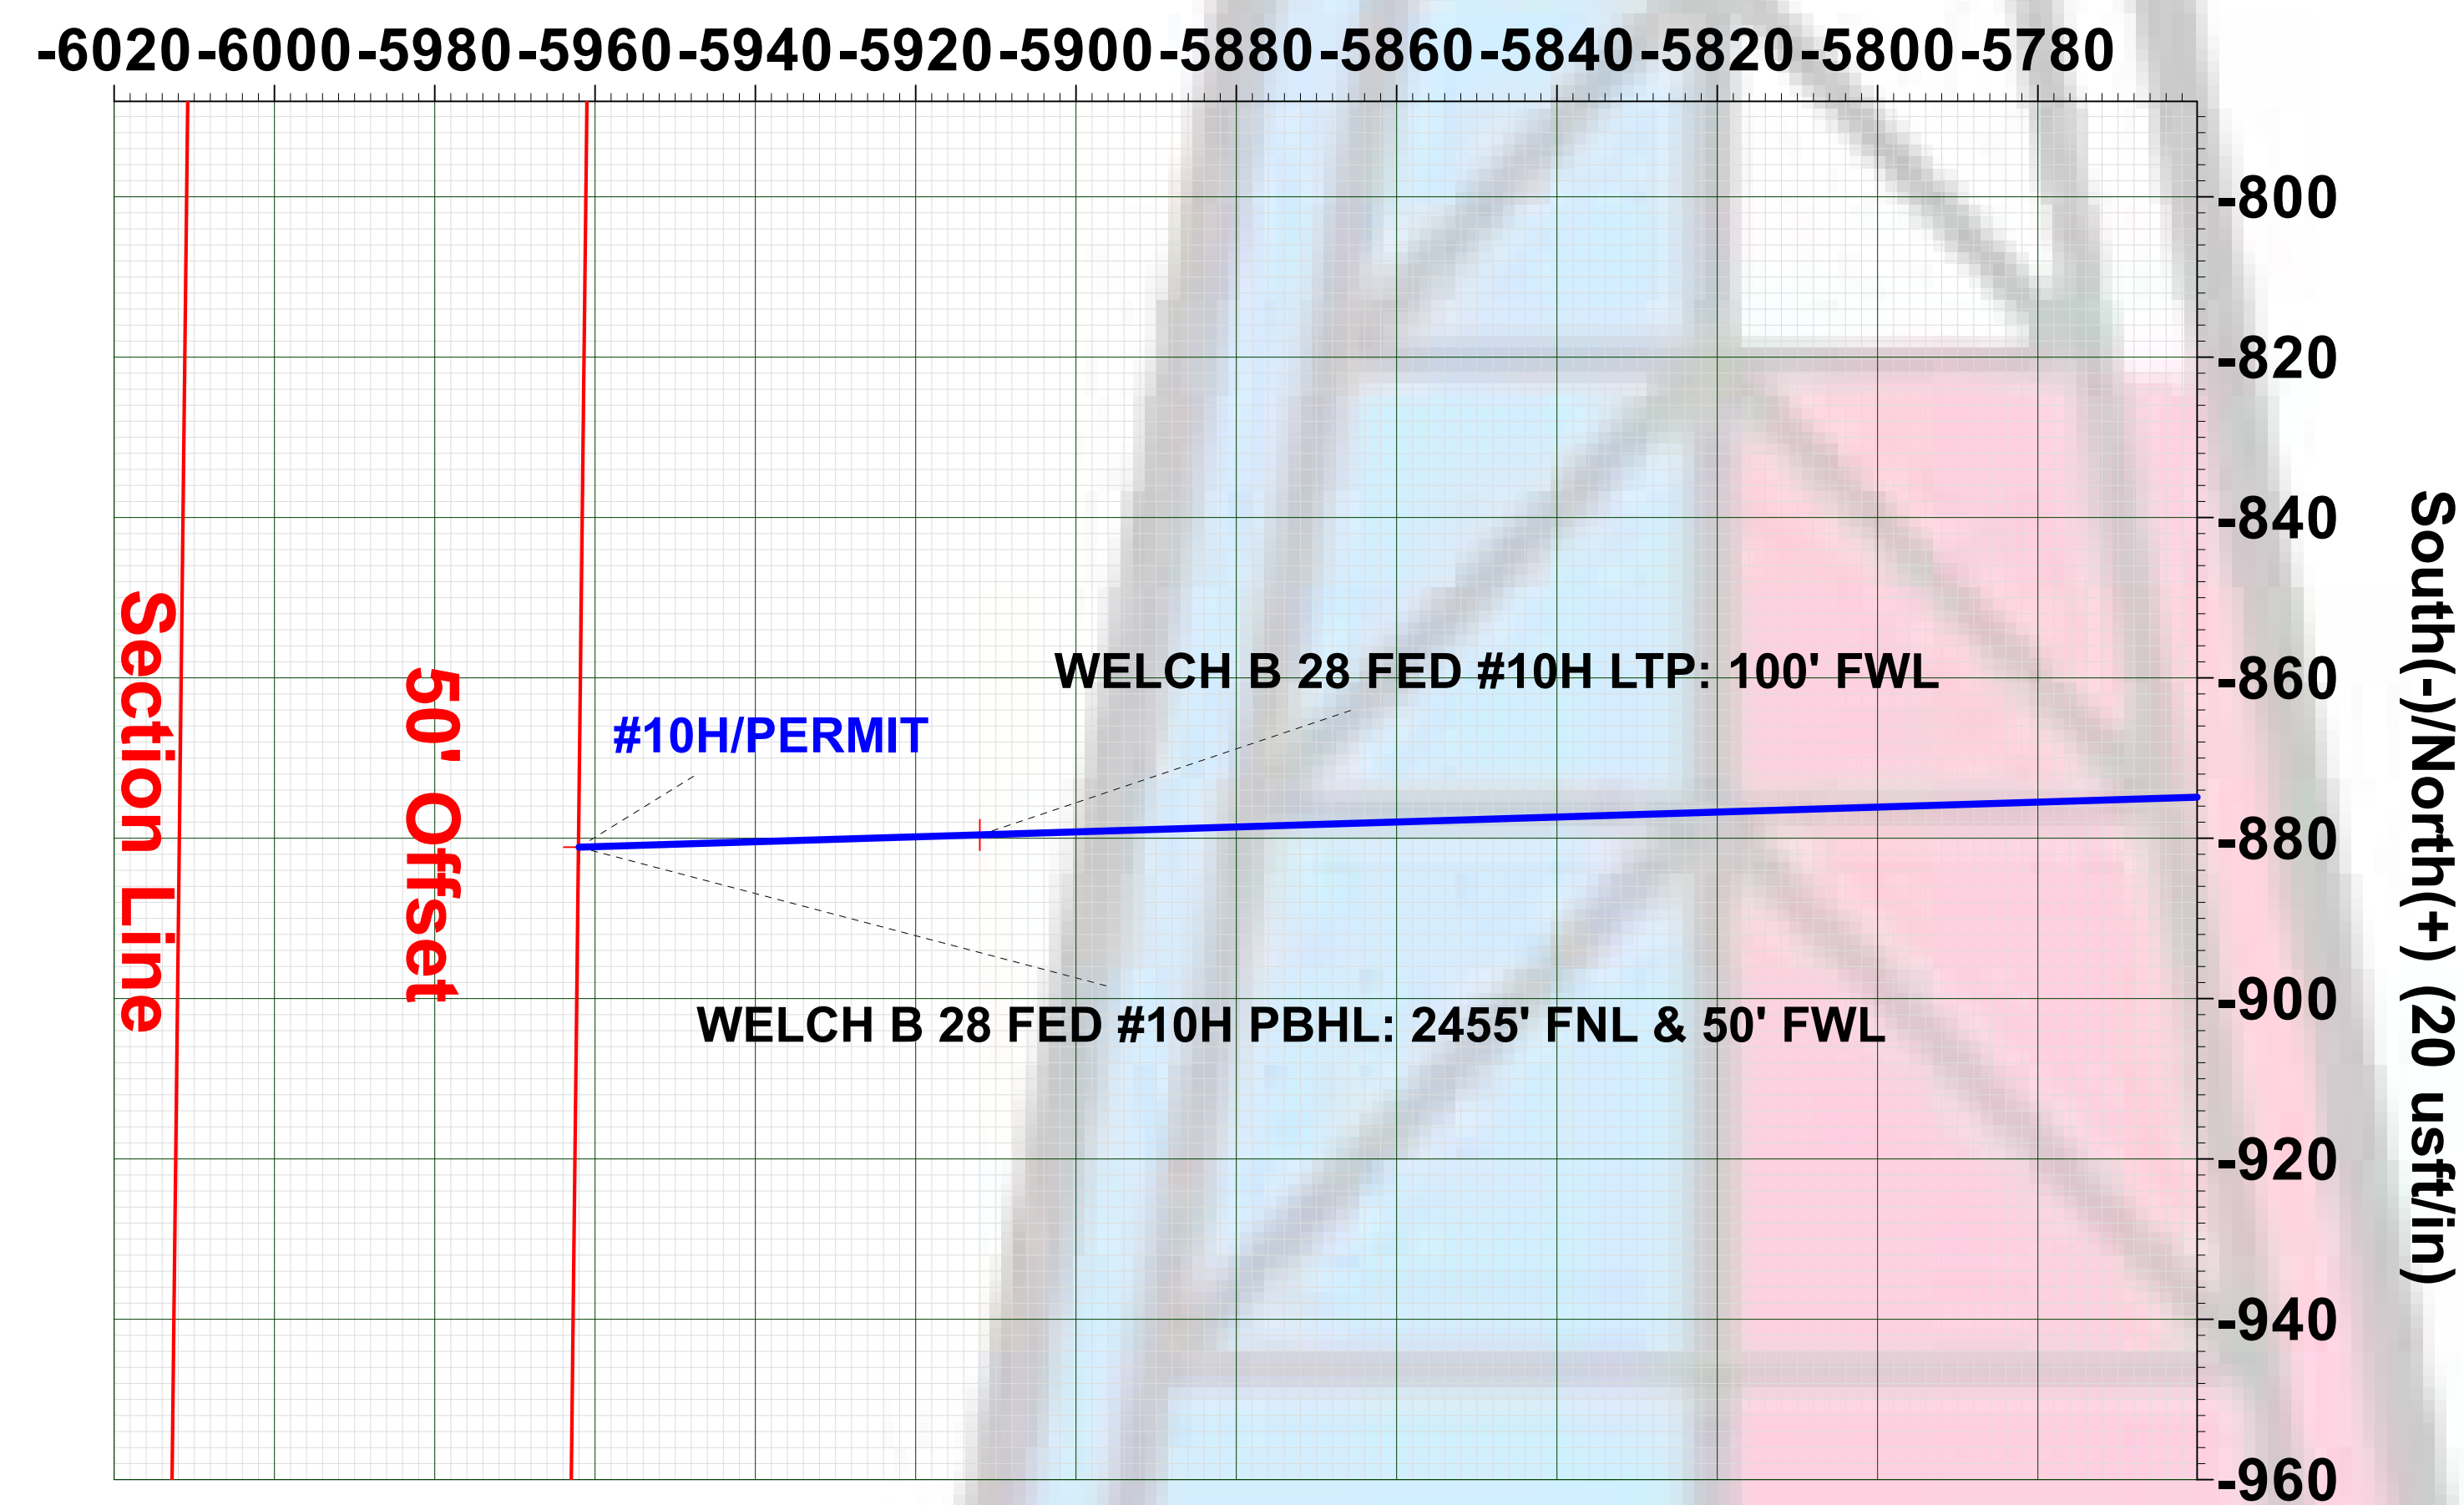 -6020 -6000 -5980 -5960 -5940 -5920 -5900 -5880 -5860 -5840 -5820 -5800 -5780
-800
-820
-840
-860
-880
-900
-920
-940
-960
South(-)/North(+) (20 usft/in)
Section Line
50' Offset
WELCH B 28 FED #10H LTP: 100' FWL
#10H/PERMIT
WELCH B 28 FED #10H PBHL: 2455' FNL & 50' FWL